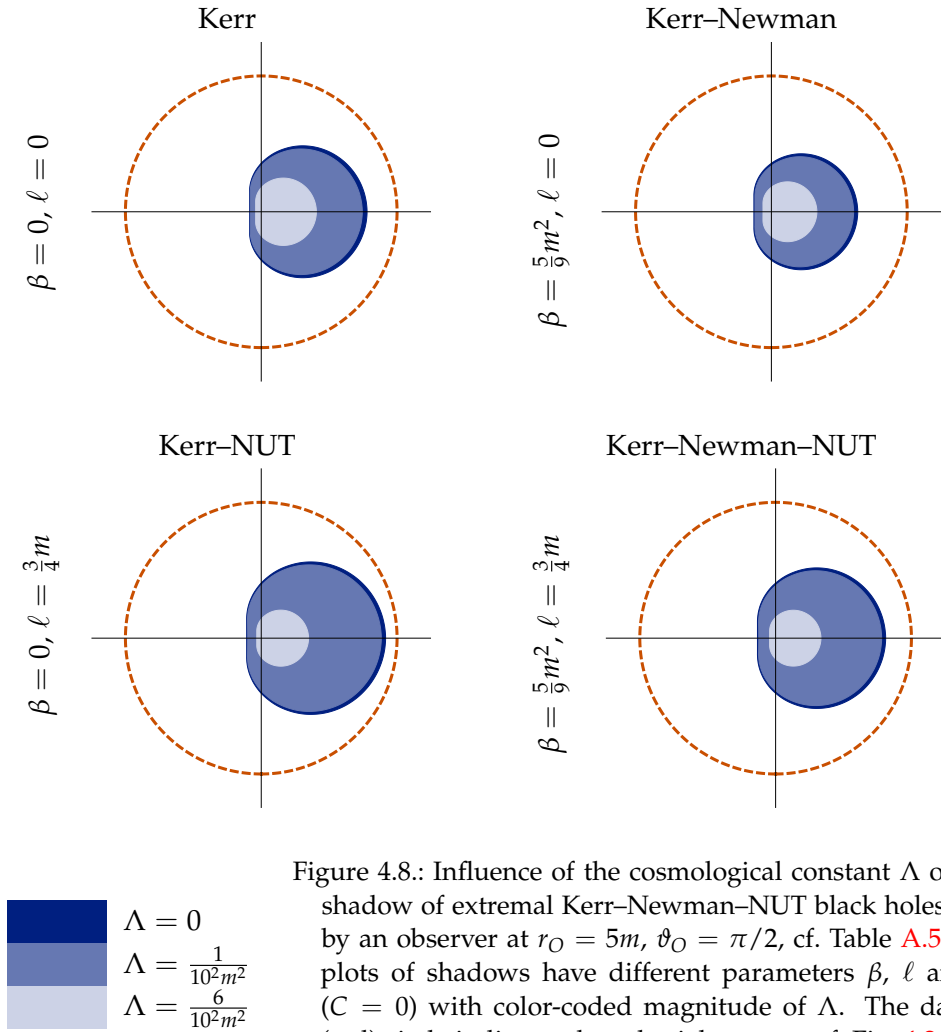 Kerr
Kerr–Newman
β = 0, ℓ = 0
β = 5/9 m², ℓ = 0
Kerr–NUT
Kerr–Newman–NUT
β = 0, ℓ = 3/4 m
β = 5/9 m², ℓ = 3/4 m
Figure 4.8.: Influence of the cosmological constant Λ o
shadow of extremal Kerr–Newman–NUT black holes
by an observer at r_O = 5m, ϑ_O = π/2, cf. Table A.5
plots of shadows have different parameters β, ℓ a
(C = 0) with color-coded magnitude of Λ. The da
Λ = 0
Λ = 1/10²m²
Λ = 6/10²m²